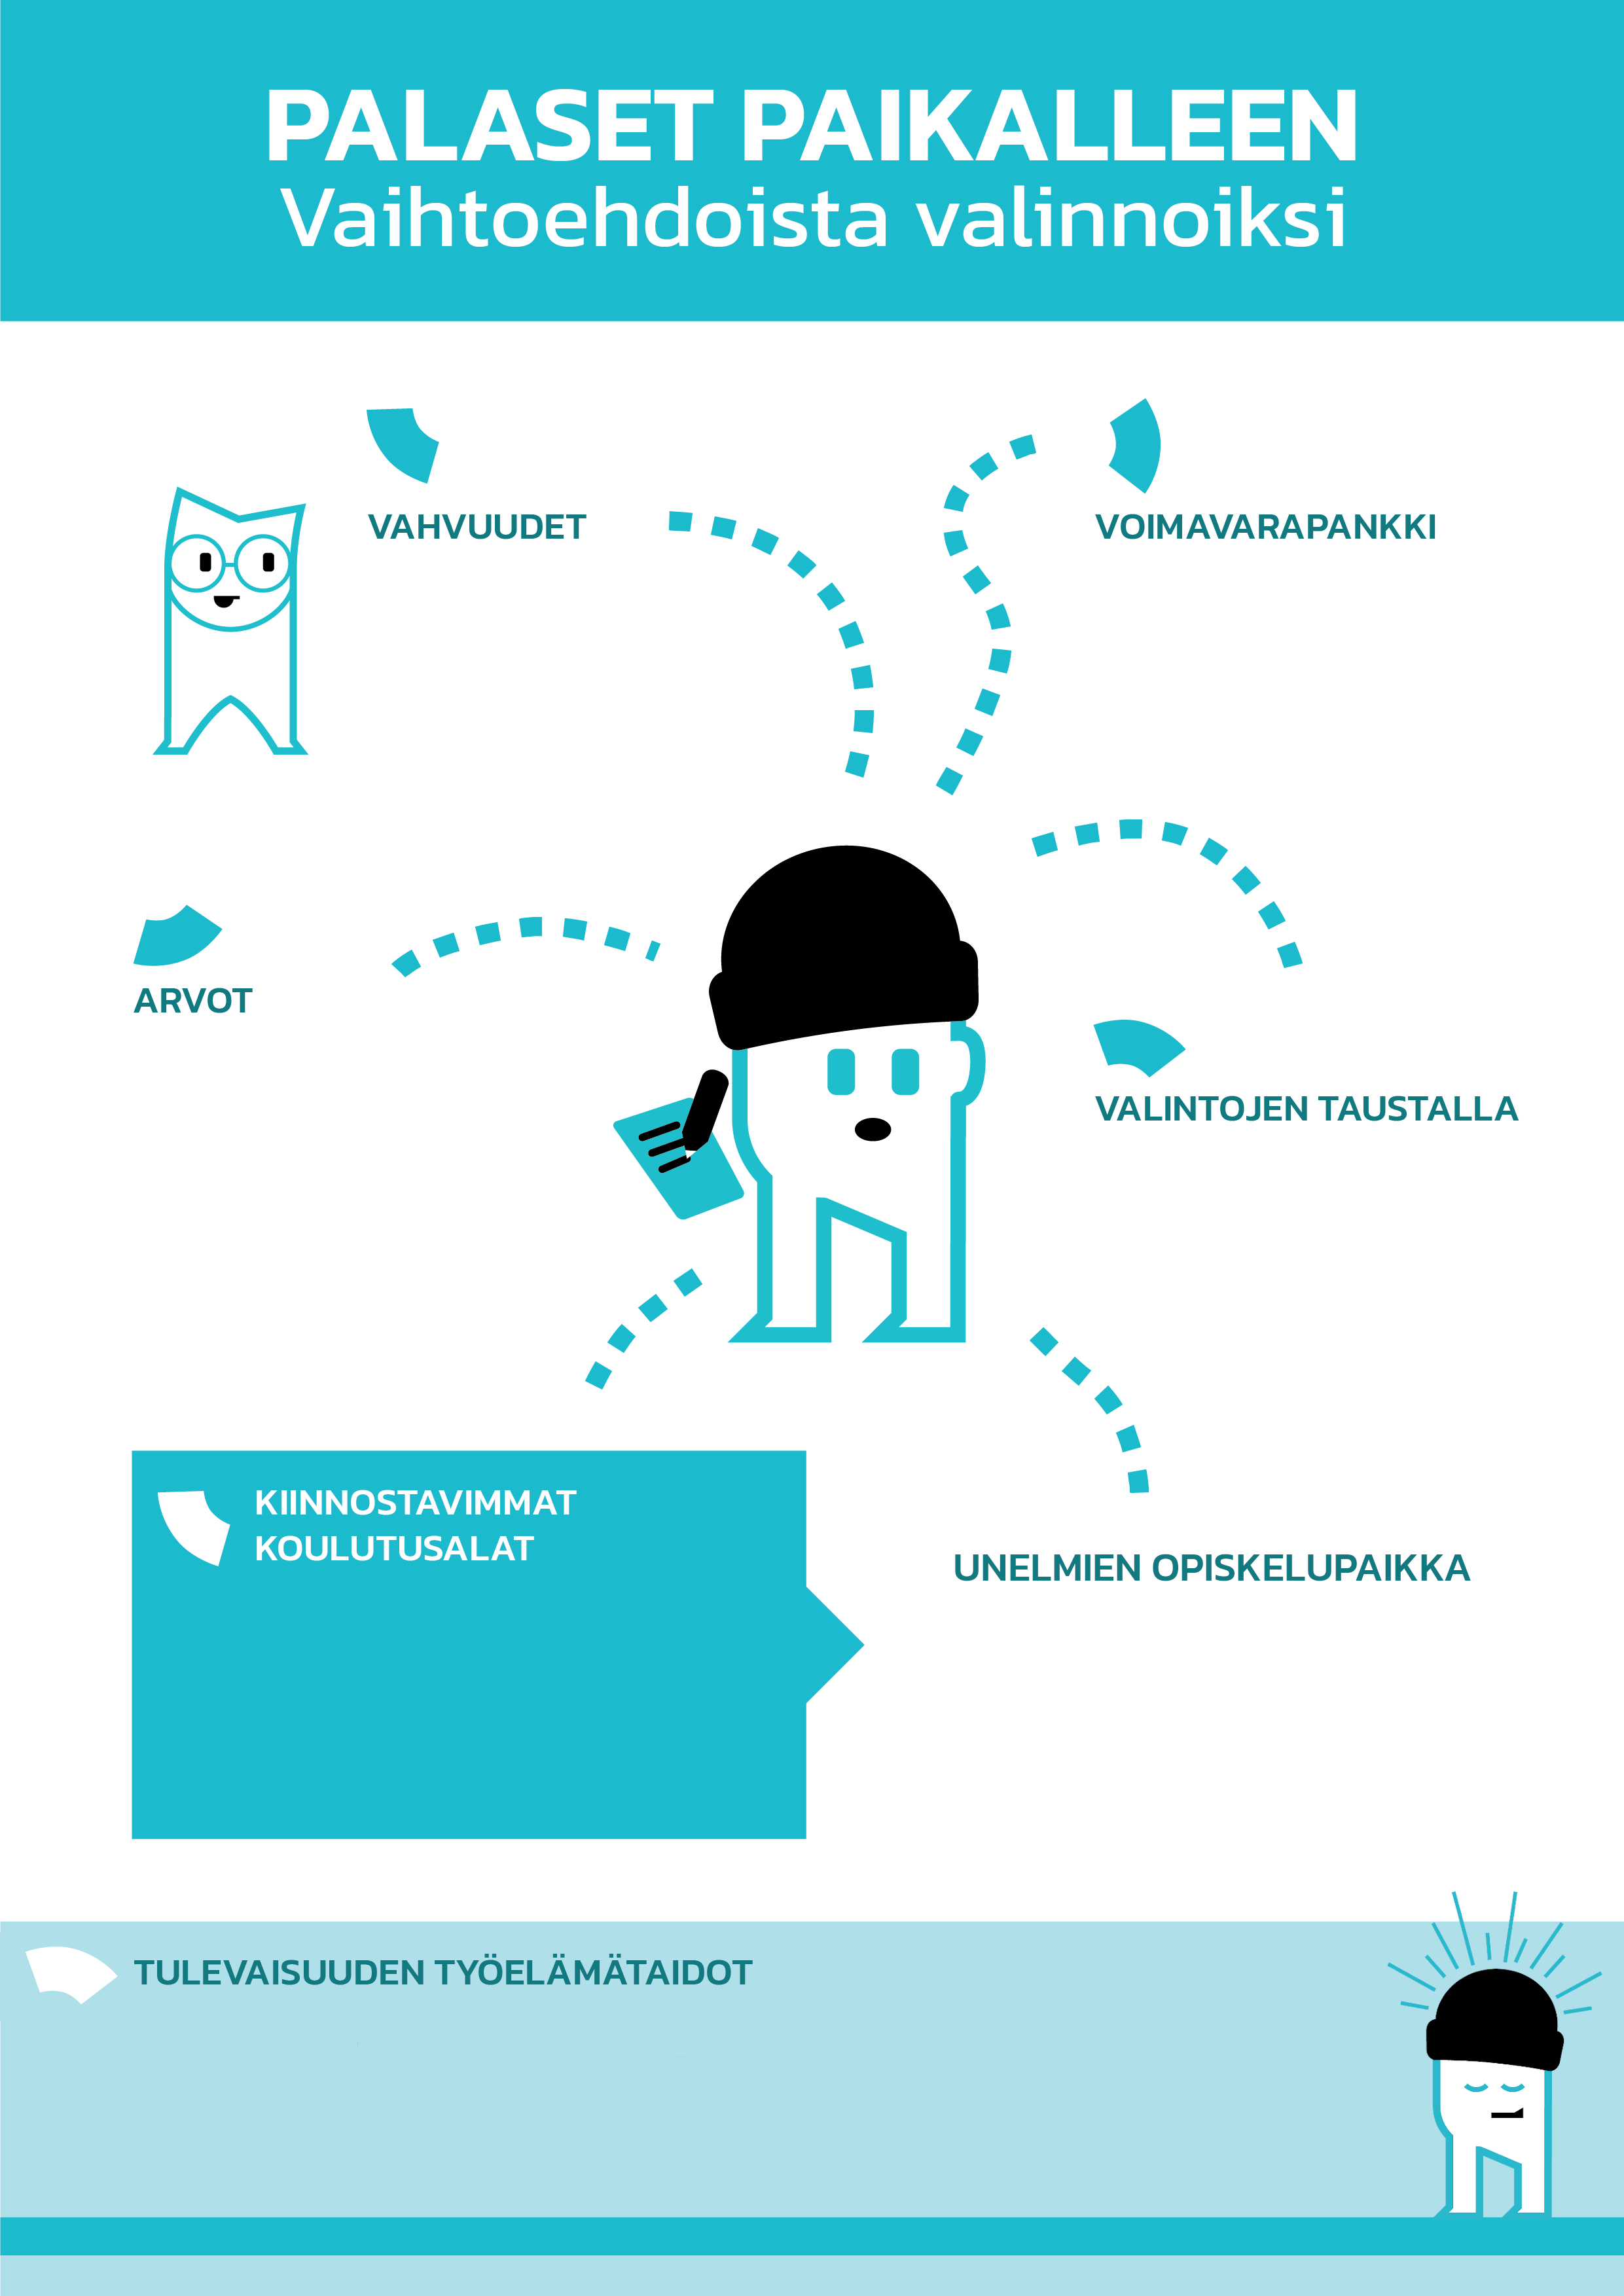 PALASET PAIKALLEEN
Vaihtoehdoista valinnoiksi
VAHVUUDET
VOIMAVARAPANKKI
ARVOT
VALINTOJEN TAUSTALLA
KIINNOSTAVIMMAT
KOULUTUSALAT
UNELMIEN OPISKELUPAIKKA
TULEVAISUUDEN TYÖELÄMÄTAIDOT